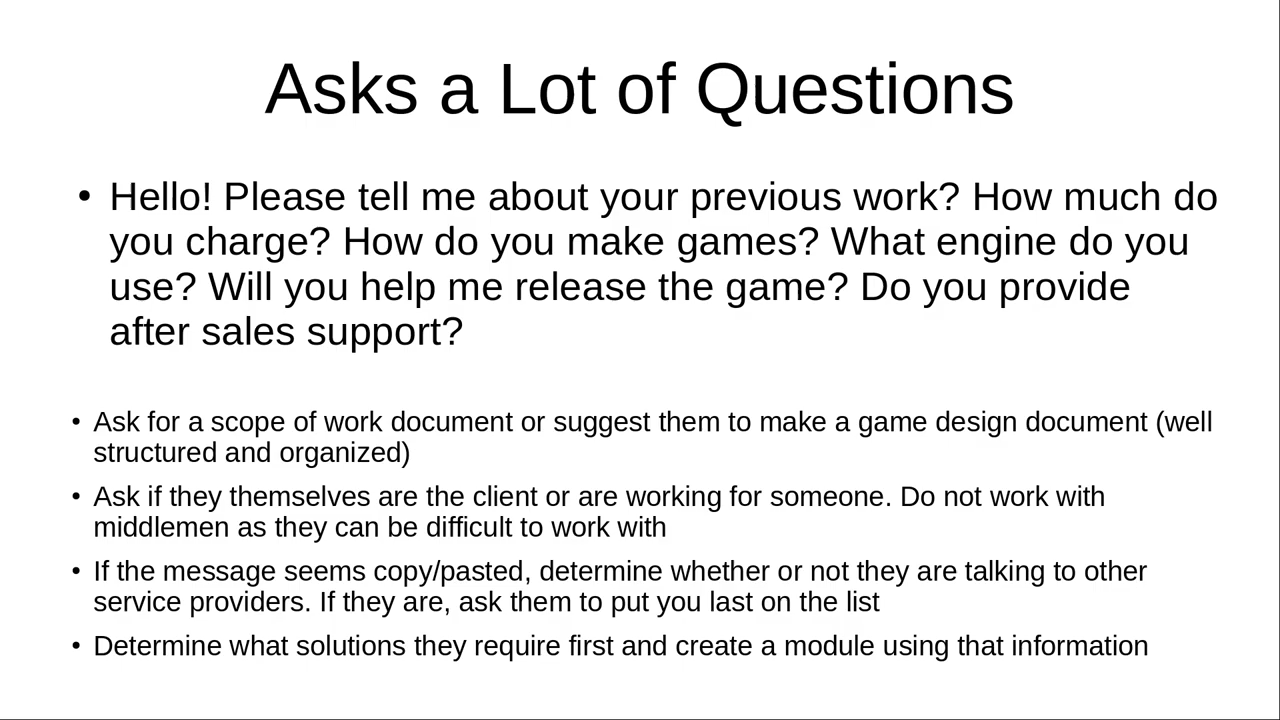 Asks a Lot of Questions
• Hello! Please tell me about your previous work? How much do
you charge? How do you make games? What engine do you
use? Will you help me release the game? Do you provide
after sales support?
• Ask for a scope of work document or suggest them to make a game design document (well
structured and organized)
• Ask if they themselves are the client or are working for someone. Do not work with
middlemen as they can be difficult to work with
• If the message seems copy/pasted, determine whether or not they are talking to other
service providers. If they are, ask them to put you last on the list
• Determine what solutions they require first and create a module using that information